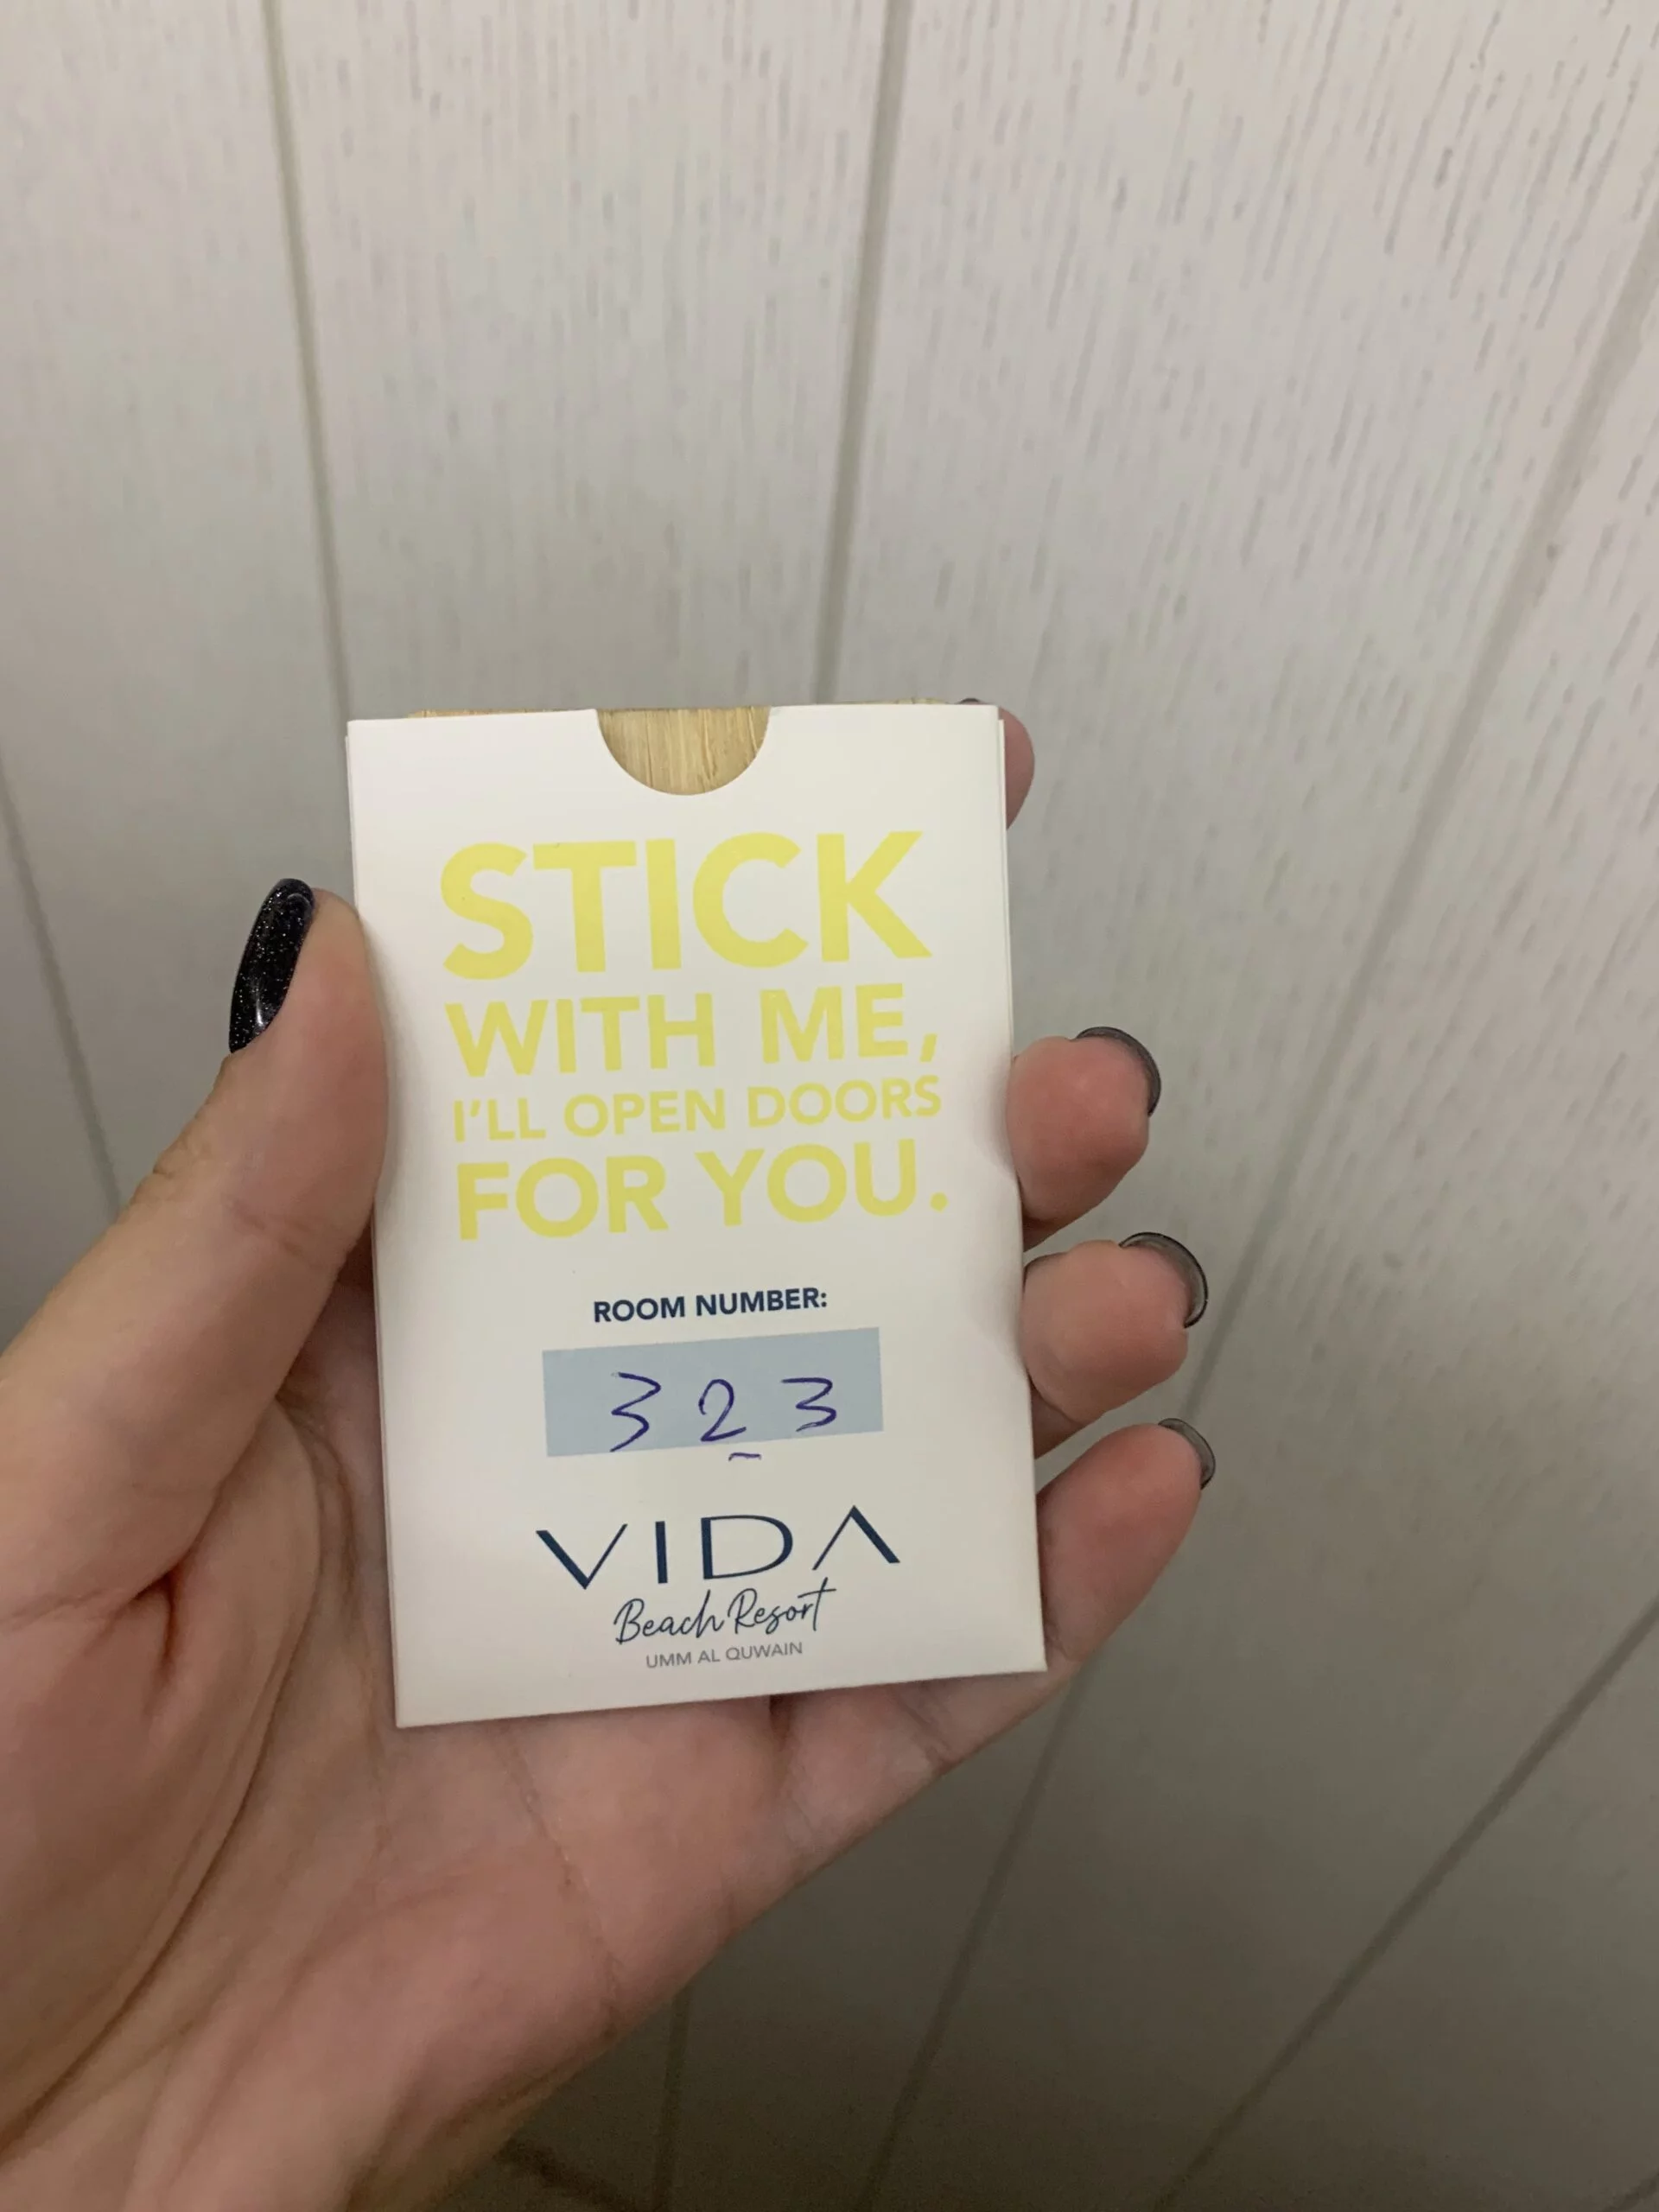 STICK
WITH ME,
I'LL OPEN DOORS
FOR YOU.
ROOM NUMBER:
323
VIDA
Beach Resort
UMM AL QUWAIN